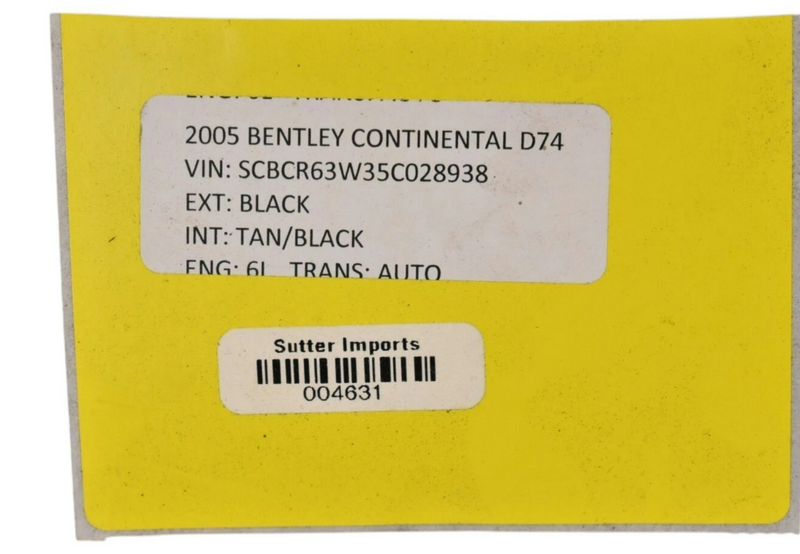 2005 BENTLEY CONTINENTAL D74
VIN: SCBCR63W35C028938
EXT: BLACK
INT: TAN/BLACK
ENG: 6L TRANS: AUTO
Sutter Imports
004631